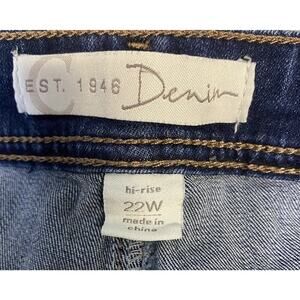 C
EST. 1946 Denim
hi-rise
22W
made in
china